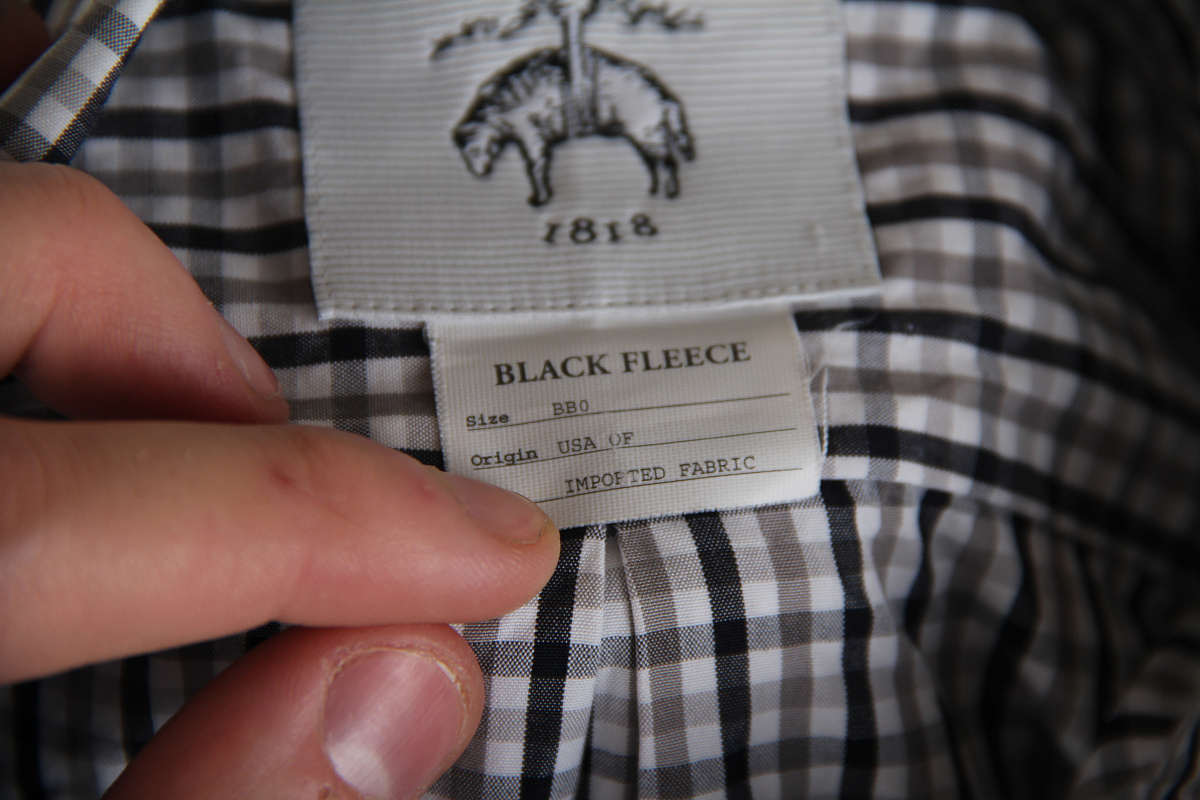 1818
BLACK FLEECE
Size BB0
Origin USA OF
IMPORTED FABRIC